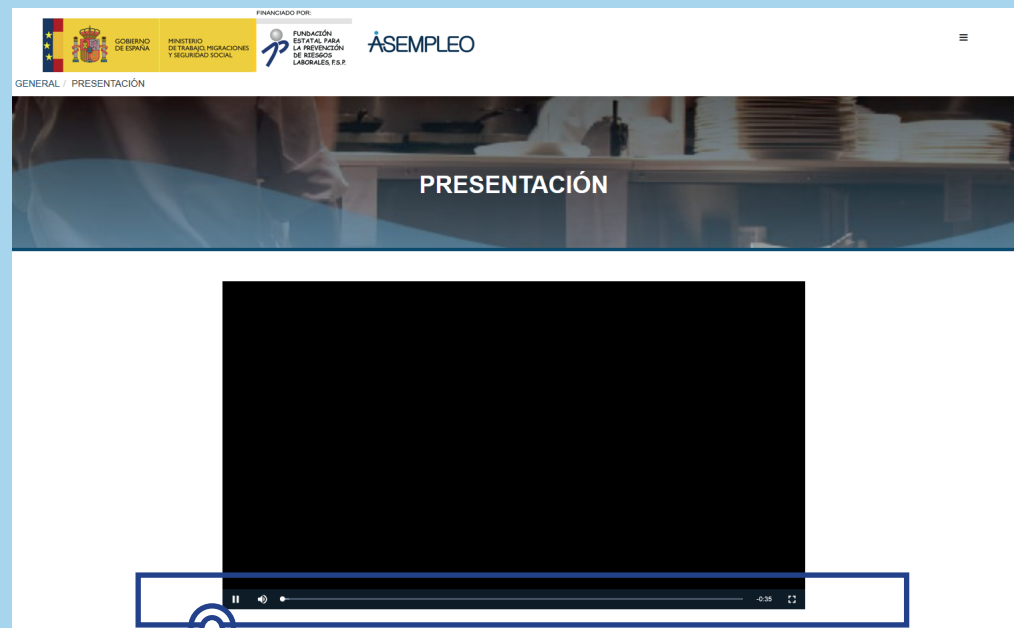 FINANCIADO POR:
GOBIERNO
DE ESPAÑA
MINISTERIO
DE TRABAJO, MIGRACIONES
Y SEGURIDAD SOCIAL
FUNDACIÓN
ESTATAL PARA
LA PREVENCIÓN
DE RIESGOS
LABORALES, F.S.P.
ASEMPLEO
GENERAL / PRESENTACIÓN
PRESENTACIÓN
-0:35